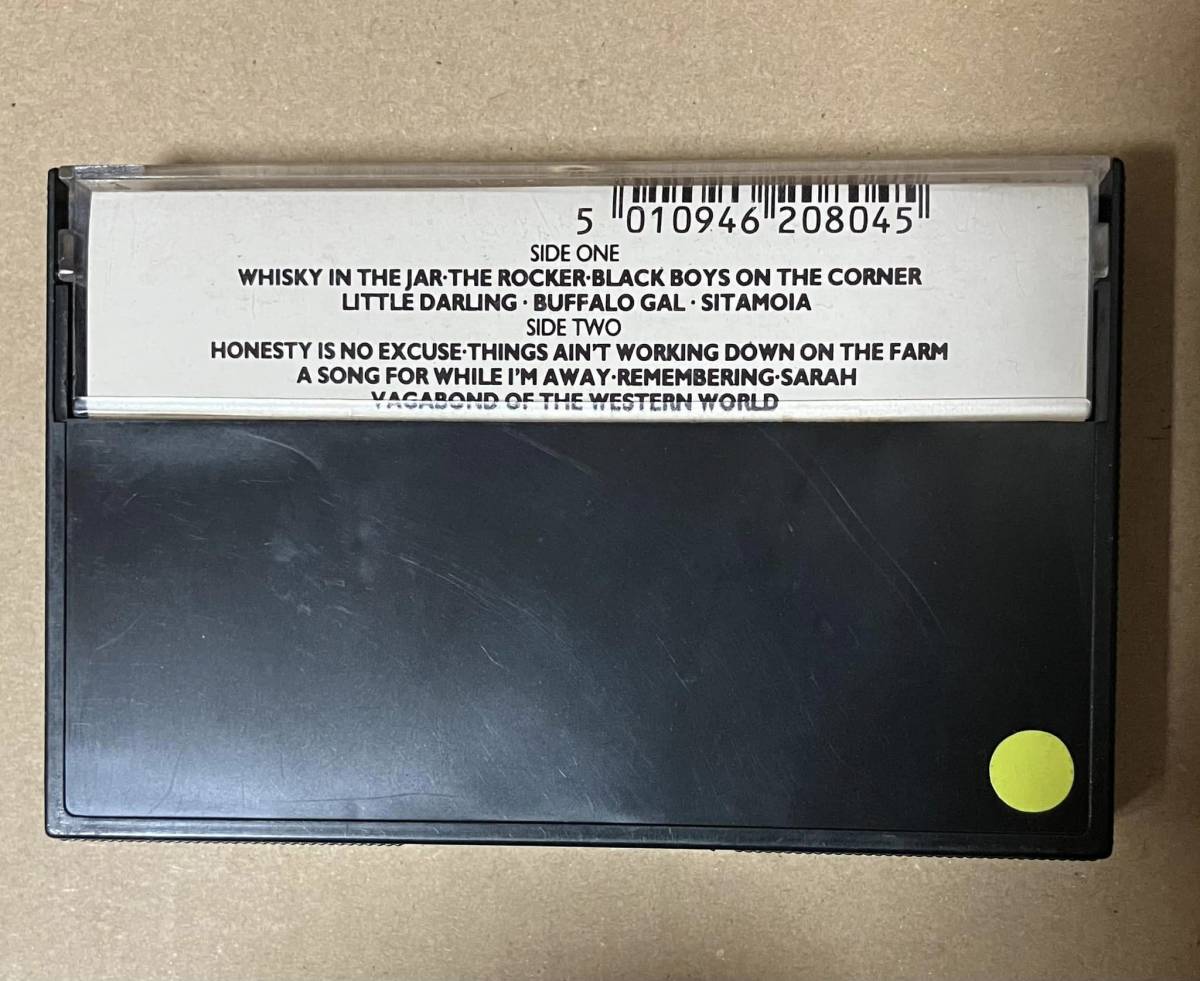 5 010946 208045
SIDE ONE
WHISKY IN THE JAR·THE ROCKER·BLACK BOYS ON THE CORNER
LITTLE DARLING · BUFFALO GAL · SITAMOIA
SIDE TWO
HONESTY IS NO EXCUSE·THINGS AIN'T WORKING DOWN ON THE FARM
A SONG FOR WHILE I'M AWAY·REMEMBERING·SARAH
VAGABOND OF THE WESTERN WORLD